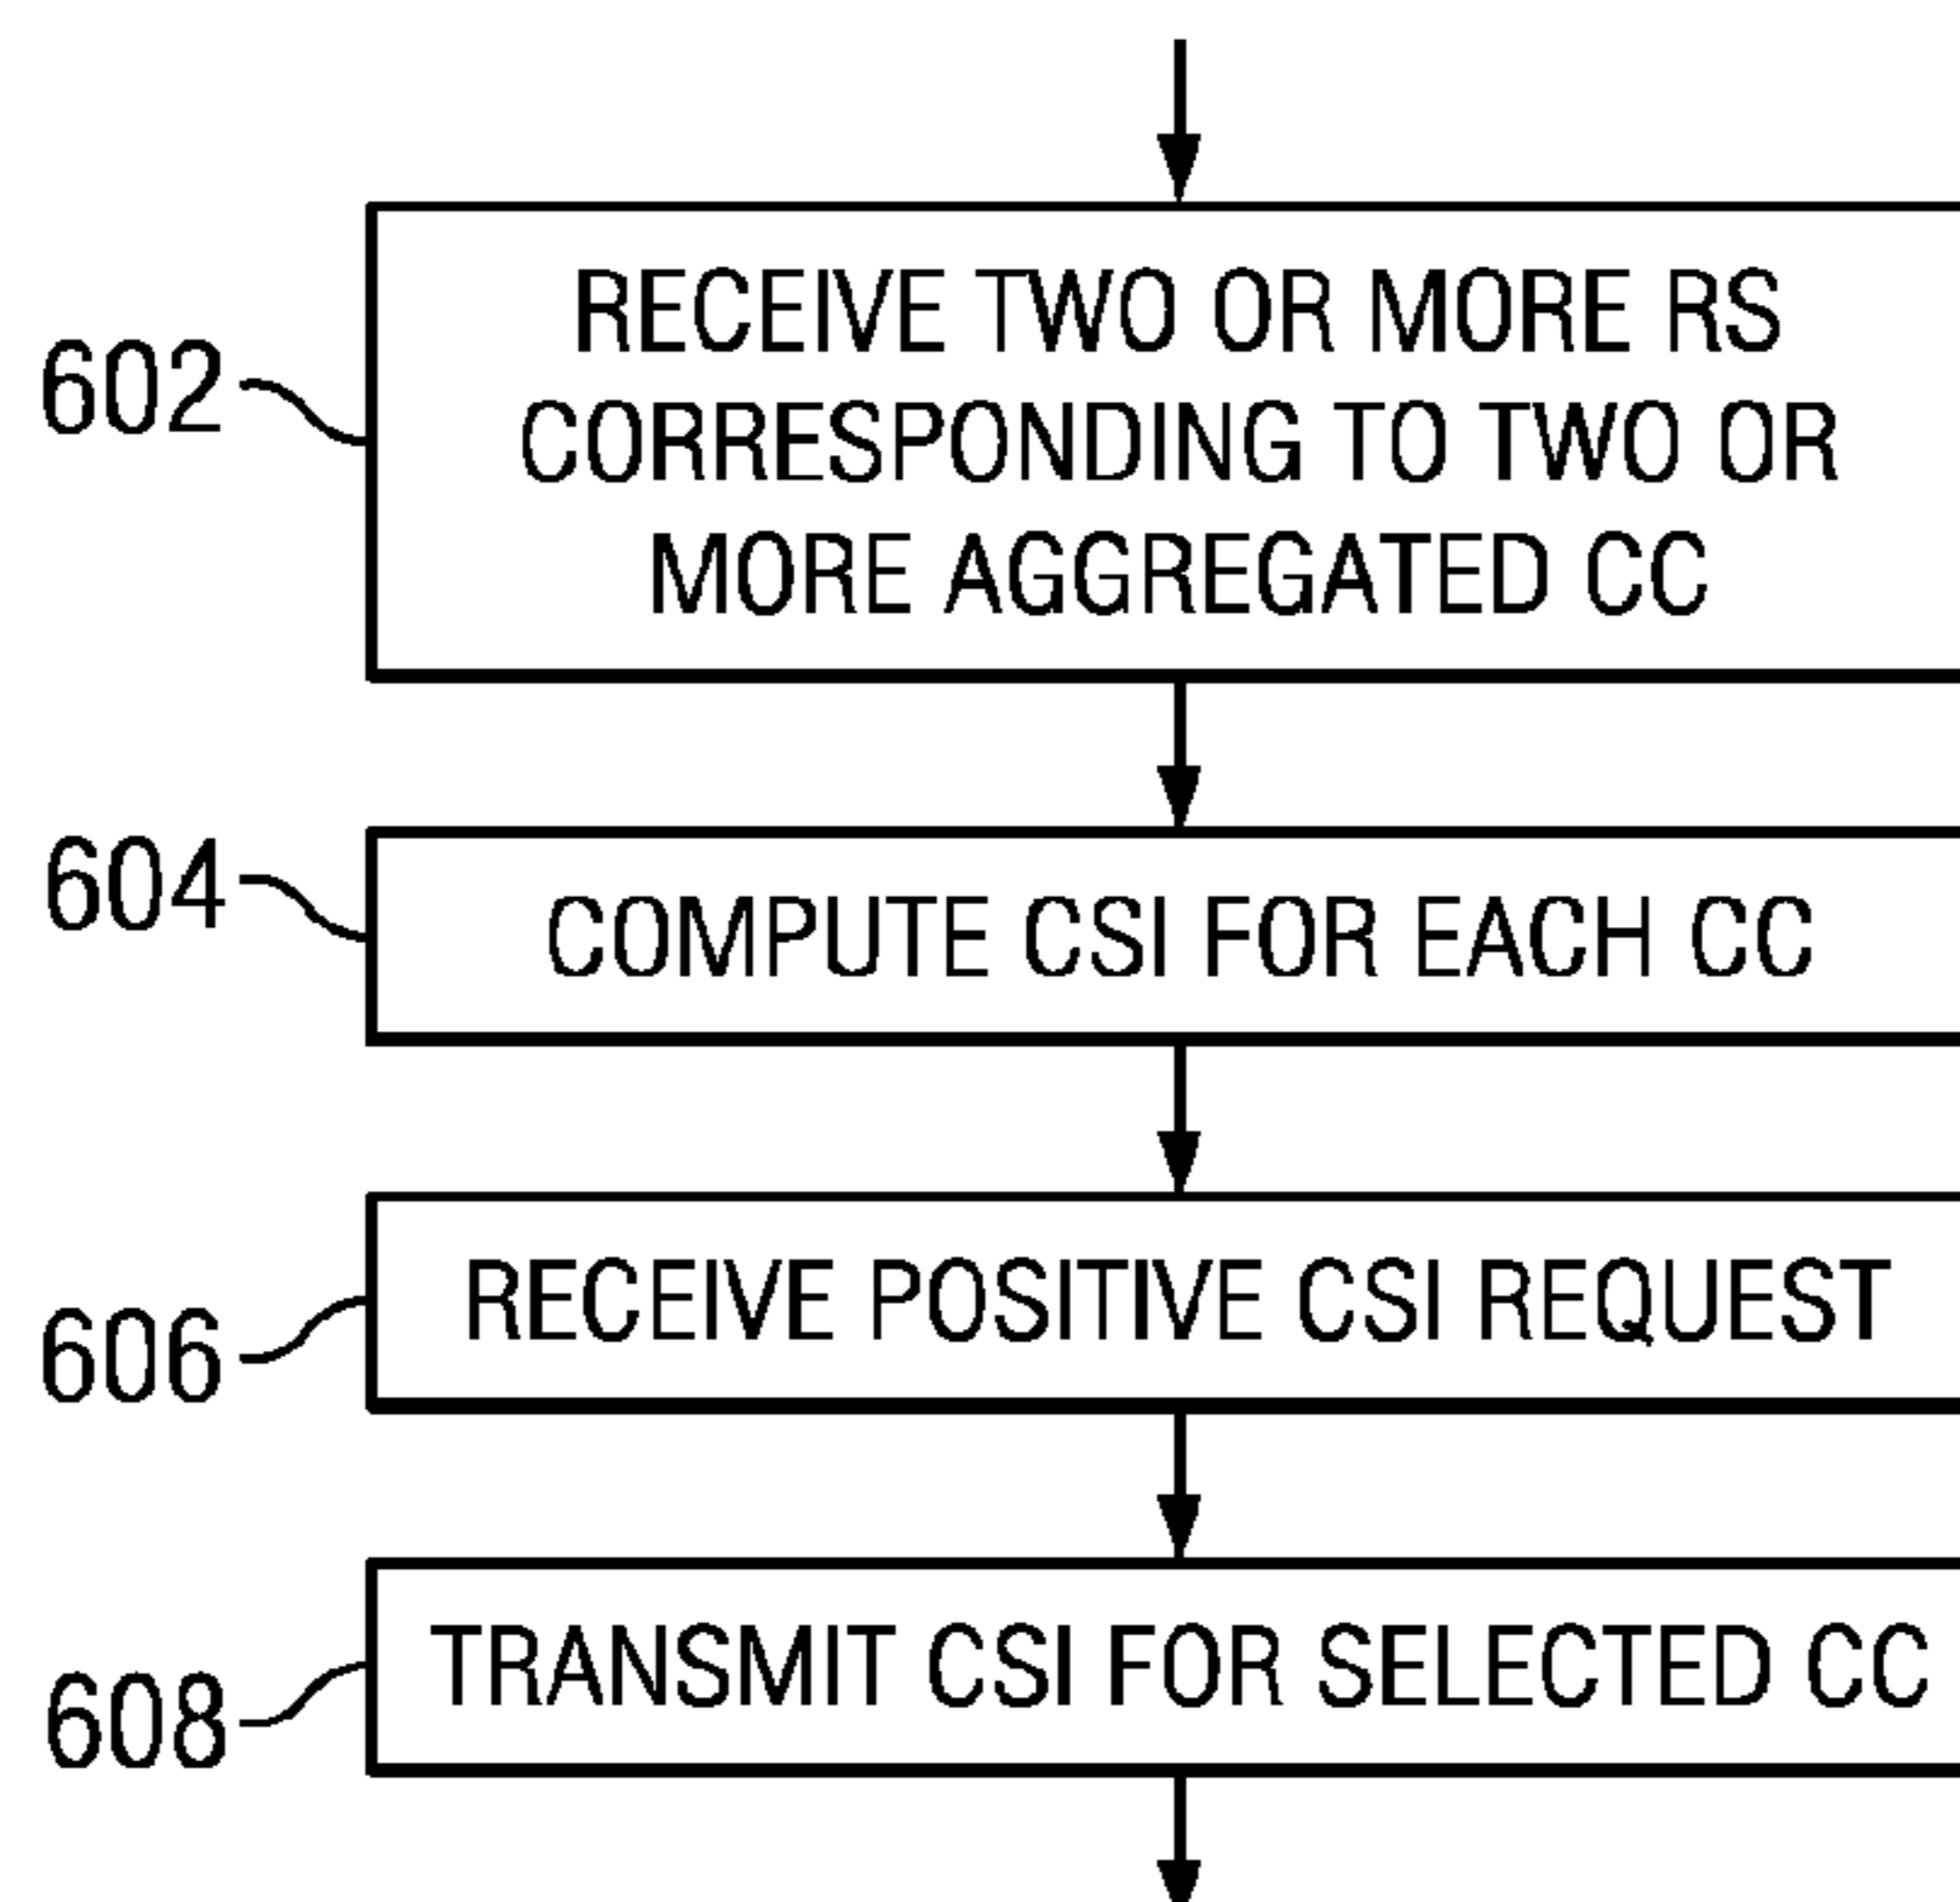 602
RECEIVE TWO OR MORE RS
CORRESPONDING TO TWO OR
MORE AGGREGATED CC
604
COMPUTE CSI FOR EACH CC
606
RECEIVE POSITIVE CSI REQUEST
608
TRANSMIT CSI FOR SELECTED CC